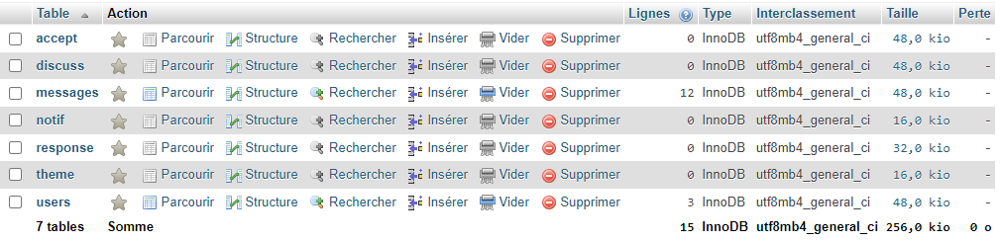 Table Action Lignes Type Interclassement Taille Perte
accept Parcourir Structure Rechercher Insérer Vider Supprimer 0 InnoDB utf8mb4_general_ci 48,0 kio -
discuss Parcourir Structure Rechercher Insérer Vider Supprimer 0 InnoDB utf8mb4_general_ci 48,0 kio -
messages Parcourir Structure Rechercher Insérer Vider Supprimer 12 InnoDB utf8mb4_general_ci 48,0 kio -
notif Parcourir Structure Rechercher Insérer Vider Supprimer 0 InnoDB utf8mb4_general_ci 16,0 kio -
response Parcourir Structure Rechercher Insérer Vider Supprimer 0 InnoDB utf8mb4_general_ci 32,0 kio -
theme Parcourir Structure Rechercher Insérer Vider Supprimer 0 InnoDB utf8mb4_general_ci 16,0 kio -
users Parcourir Structure Rechercher Insérer Vider Supprimer 3 InnoDB utf8mb4_general_ci 48,0 kio -
7 tables Somme 15 InnoDB utf8mb4_general_ci 256,0 kio 0 o